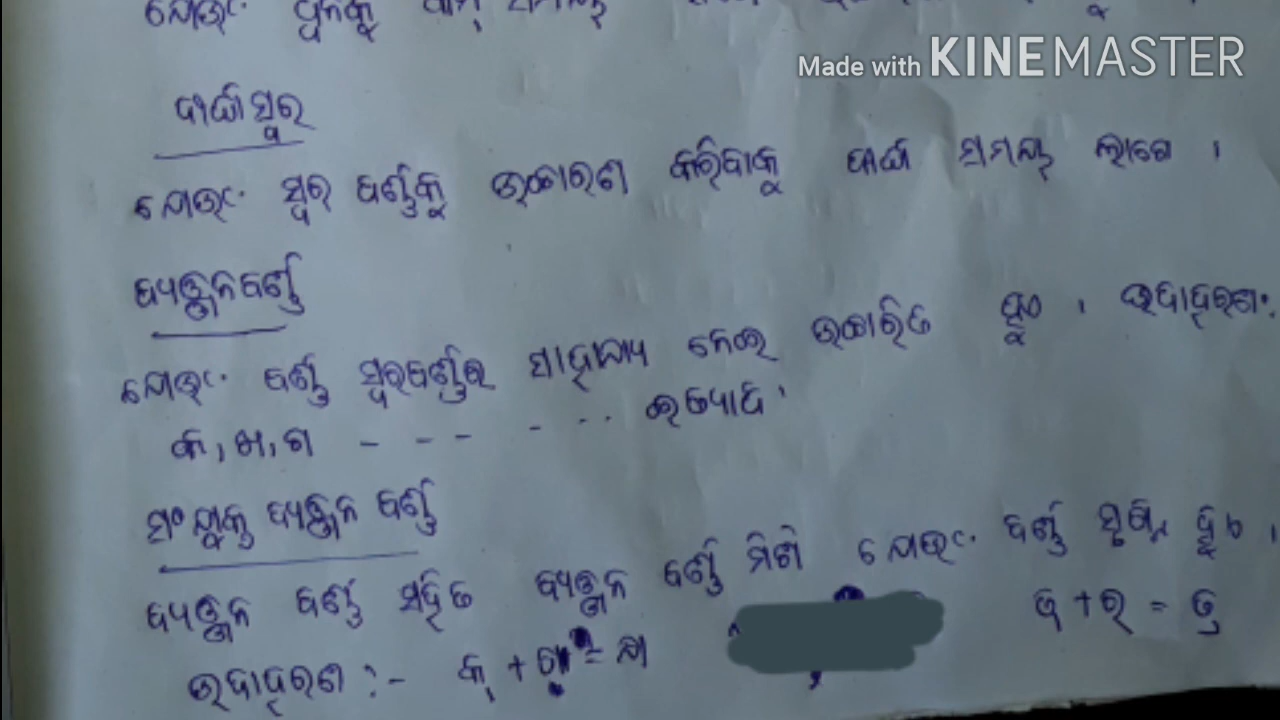 ଯେଉଁ
Made with KINEMASTER
ଦୀର୍ଘସ୍ୱର
ଯେଉଁ ସ୍ୱର ବର୍ଣ୍ଣକୁ ଉଚ୍ଚାରଣ କରିବାକୁ ଦୀର୍ଘ ସମୟ ଲାଗେ ।
ବ୍ୟଞ୍ଜନବର୍ଣ୍ଣ
ଯେଉଁ ବର୍ଣ୍ଣ ସ୍ୱରବର୍ଣ୍ଣର ସାହାଯ୍ୟ ନେଇ ଉଚ୍ଚାରିତ ହୁଏ । ଉଦାହରଣ:
କ, ଖ, ଗ - - - - . . . ଇତ୍ୟାଦି
ସଂଯୁକ୍ତ ବ୍ୟଞ୍ଜନ ବର୍ଣ୍ଣ
ବ୍ୟଞ୍ଜନ ବର୍ଣ୍ଣ ସହିତ ବ୍ୟଞ୍ଜନ ବର୍ଣ୍ଣ ମିଶି ଯେଉଁ ବର୍ଣ୍ଣ ସୃଷ୍ଟି ହୁଏ ।
ଉଦାହରଣ :- କ୍ + = କ୍ଷ